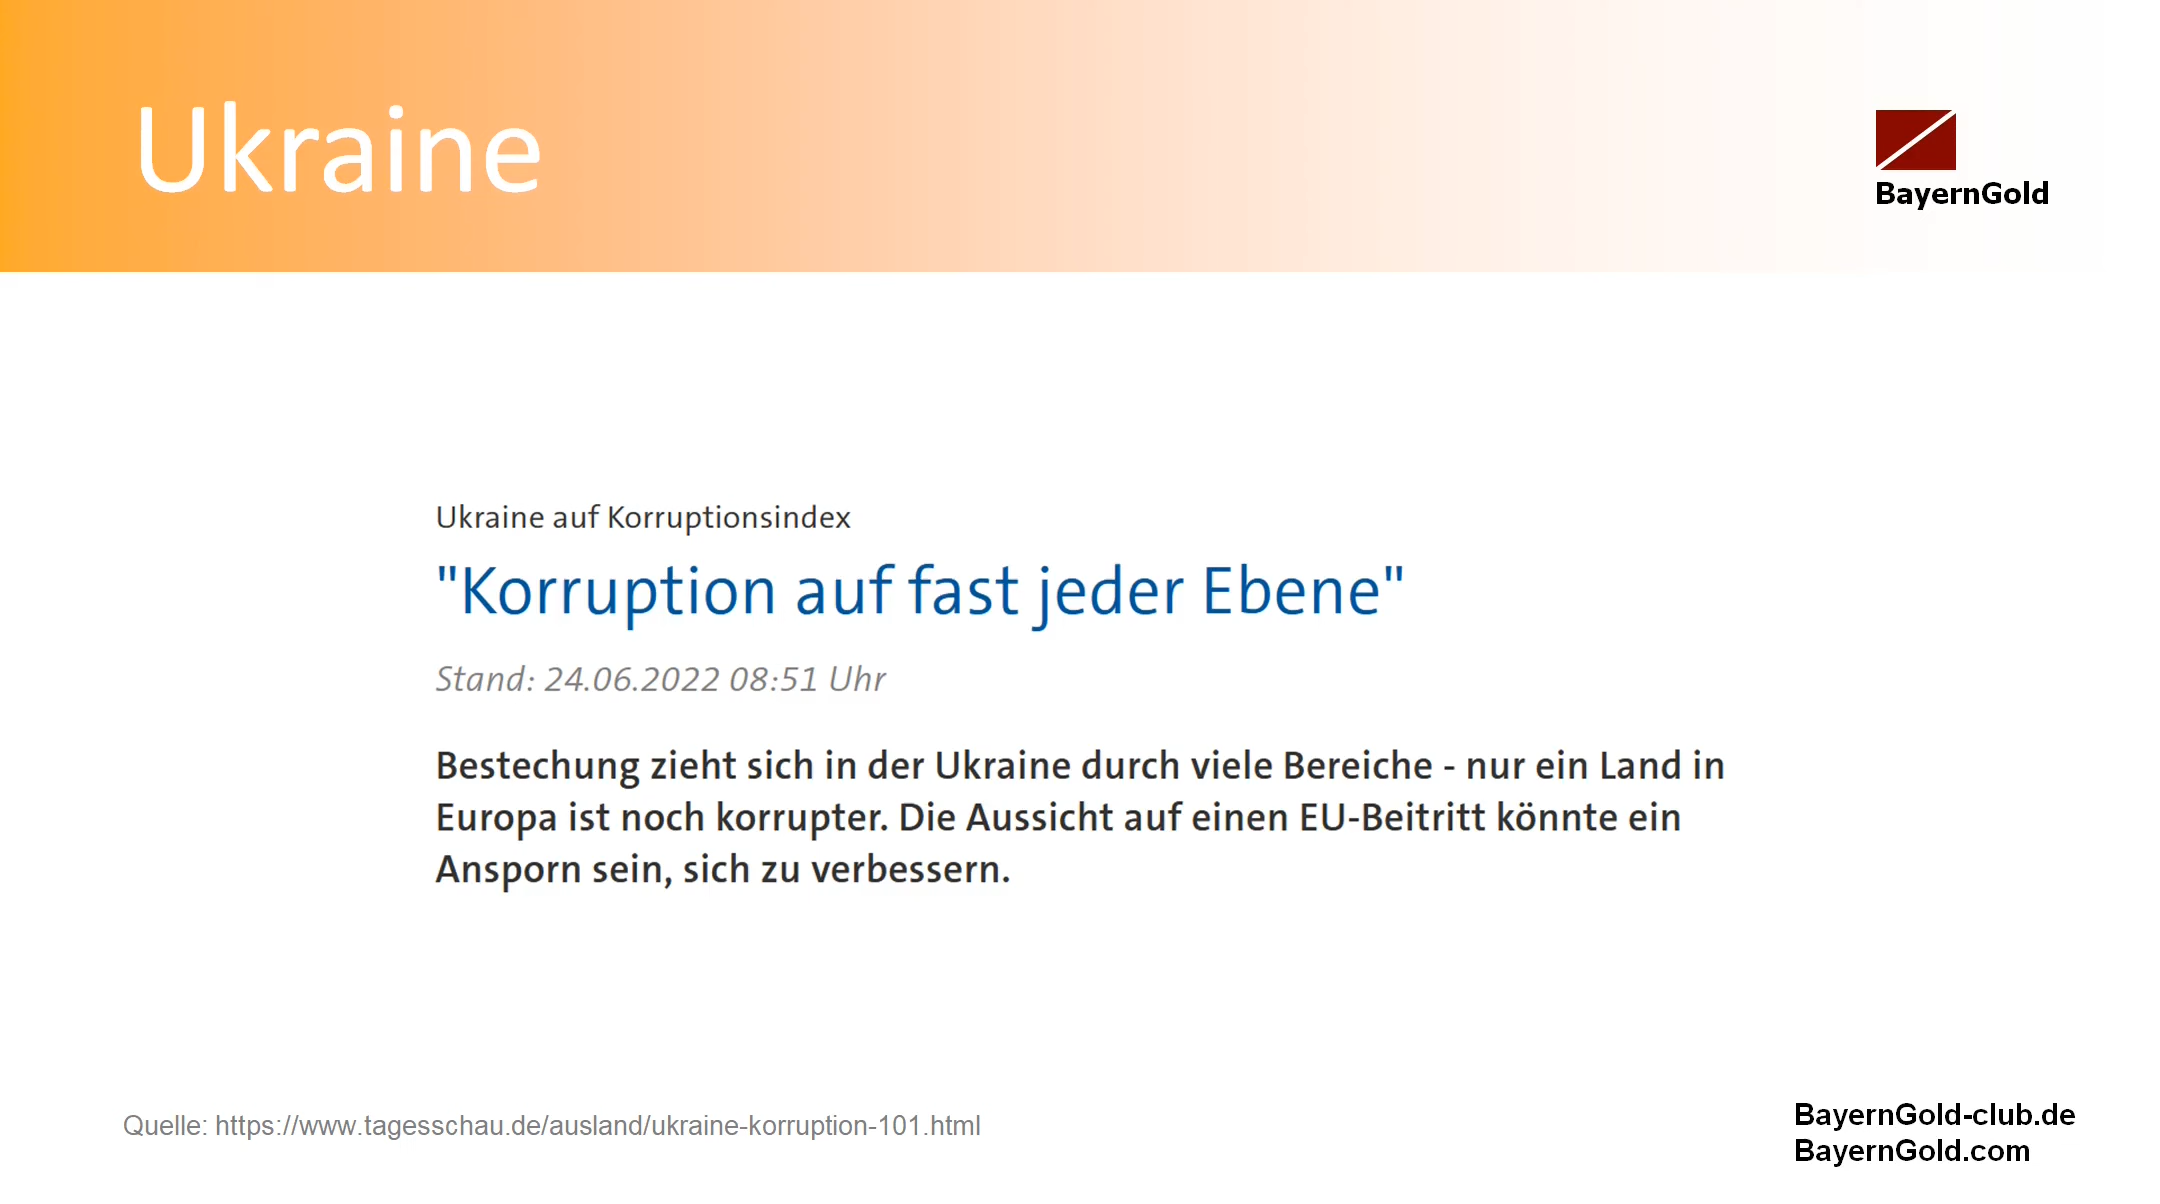 Ukraine
BayernGold
Ukraine auf Korruptionsindex
"Korruption auf fast jeder Ebene"
Stand: 24.06.2022 08:51 Uhr
Bestechung zieht sich in der Ukraine durch viele Bereiche - nur ein Land in
Europa ist noch korrupter. Die Aussicht auf einen EU-Beitritt könnte ein
Ansporn sein, sich zu verbessern.
Quelle: https://www.tagesschau.de/ausland/ukraine-korruption-101.html
BayernGold-club.de
BayernGold.com